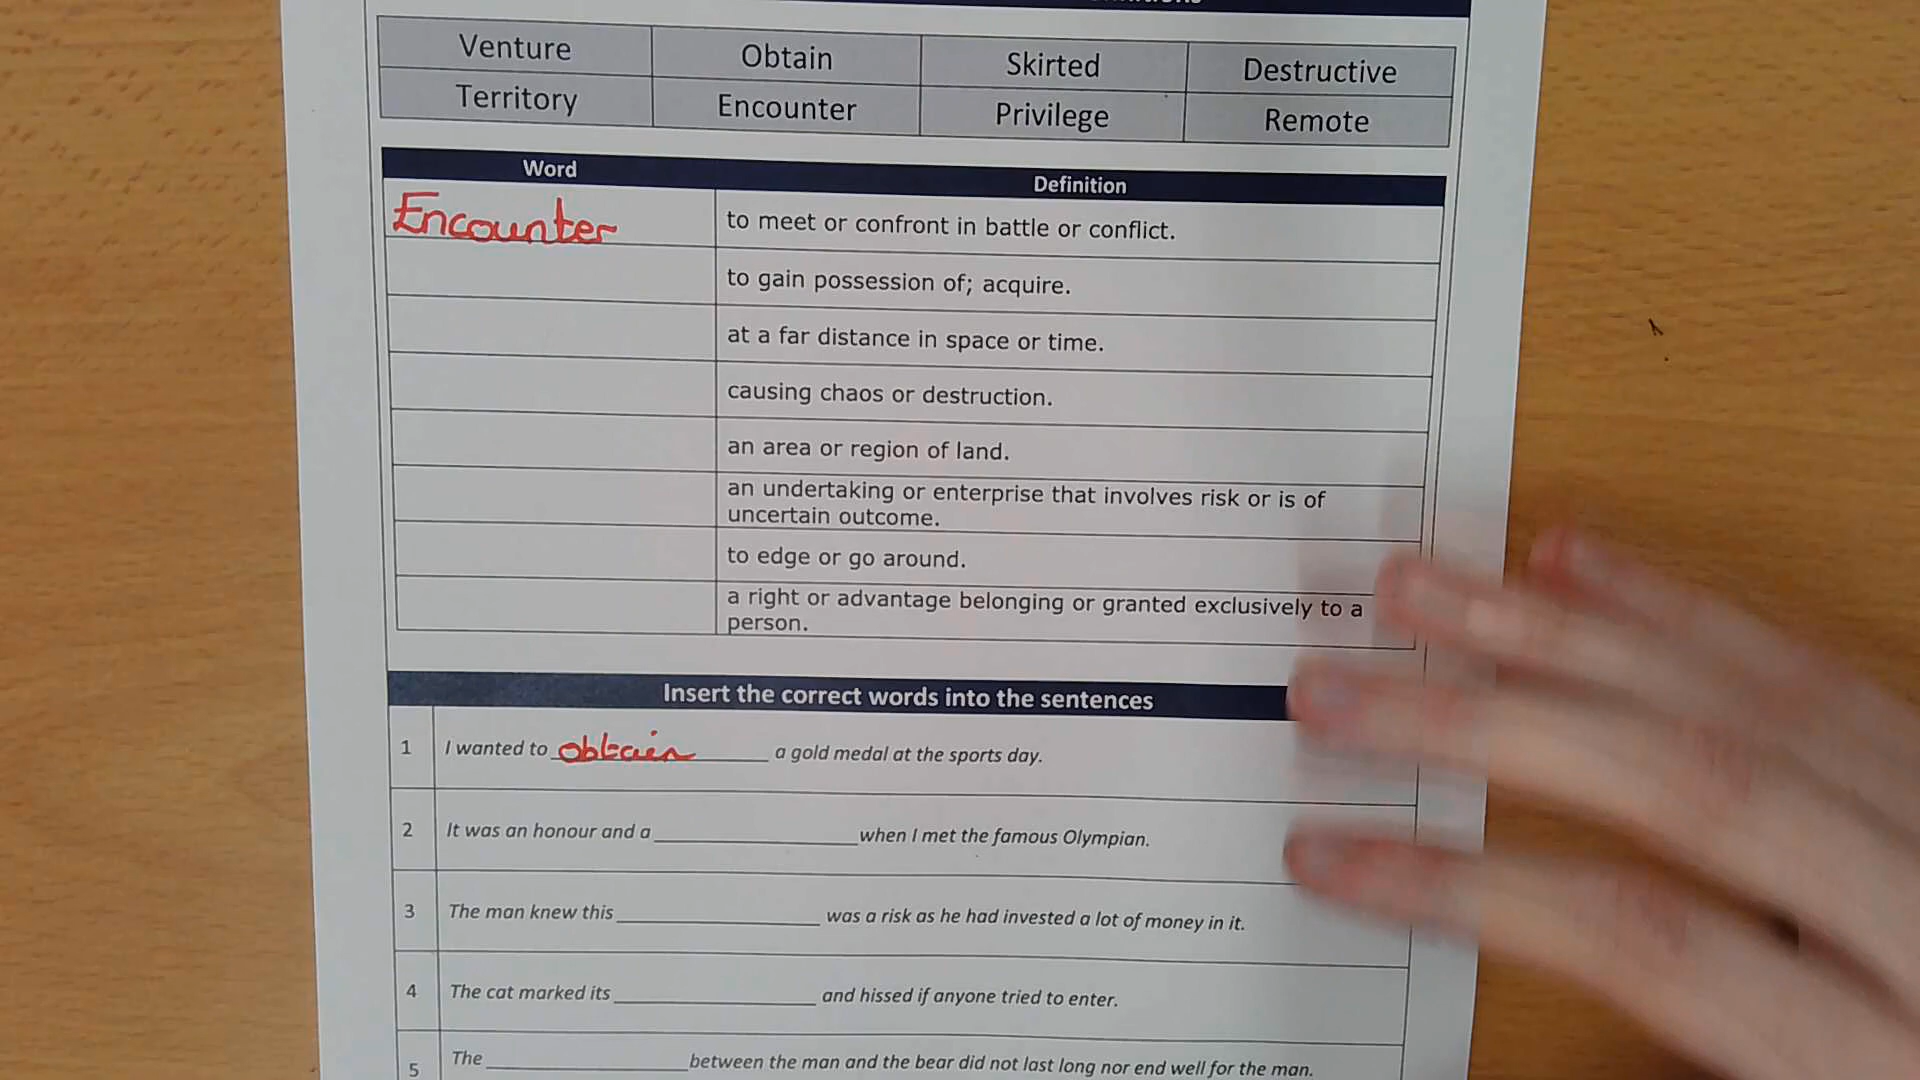 Venture Obtain Skirted Destructive
Territory Encounter Privilege Remote
Word Definition
Encounter to meet or confront in battle or conflict.
to gain possession of; acquire.
at a far distance in space or time.
causing chaos or destruction.
an area or region of land.
an undertaking or enterprise that involves risk or is of
uncertain outcome.
to edge or go around.
a right or advantage belonging or granted exclusively to a
person.
Insert the correct words into the sentences
1 I wanted to obtain a gold medal at the sports day.
2 It was an honour and a ____ when I met the famous Olympian.
3 The man knew this ____ was a risk as he had invested a lot of money in it.
4 The cat marked its ____ and hissed if anyone tried to enter.
5 The ____ between the man and the bear did not last long nor end well for the man.